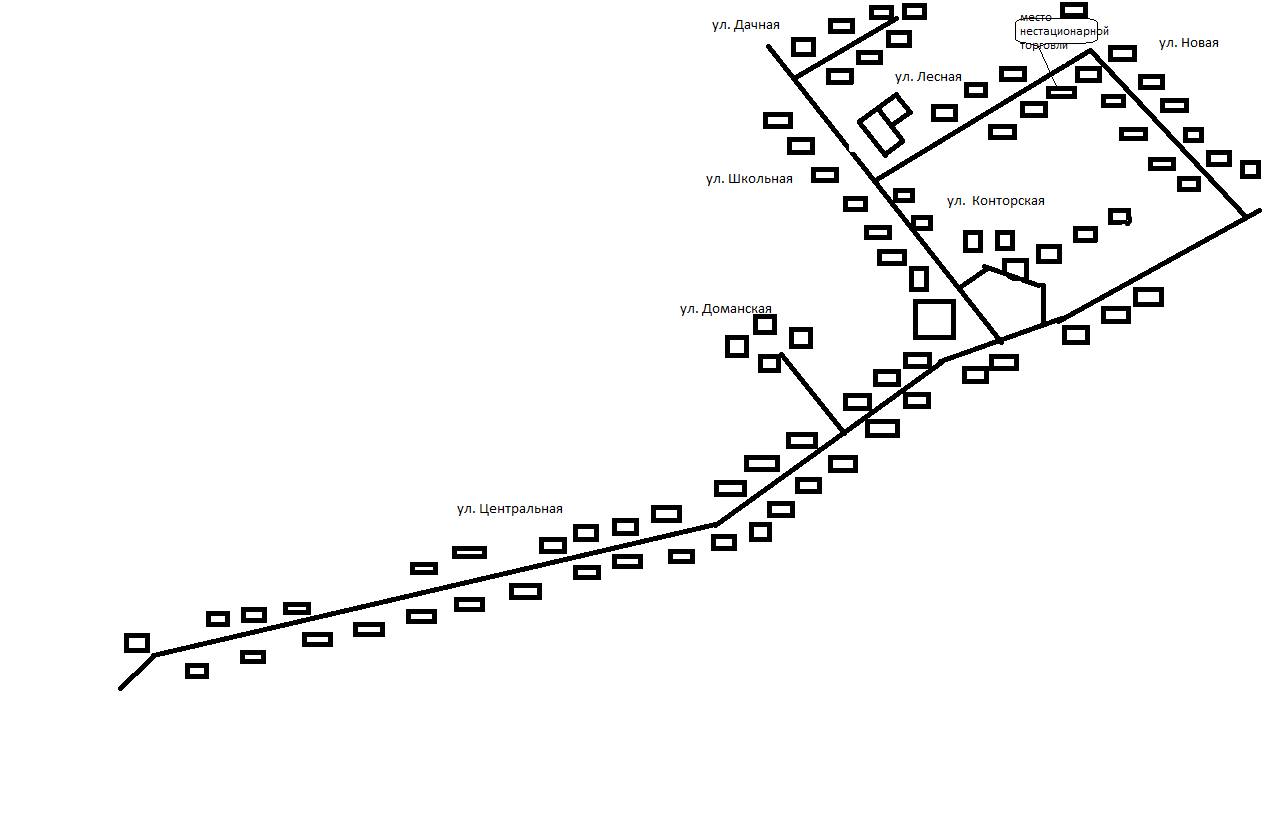 место
нестационарной
торговли
ул. Дачная
ул. Новая
ул. Лесная
ул. Школьная
ул.  Конторская
ул. Доманская
ул. Центральная